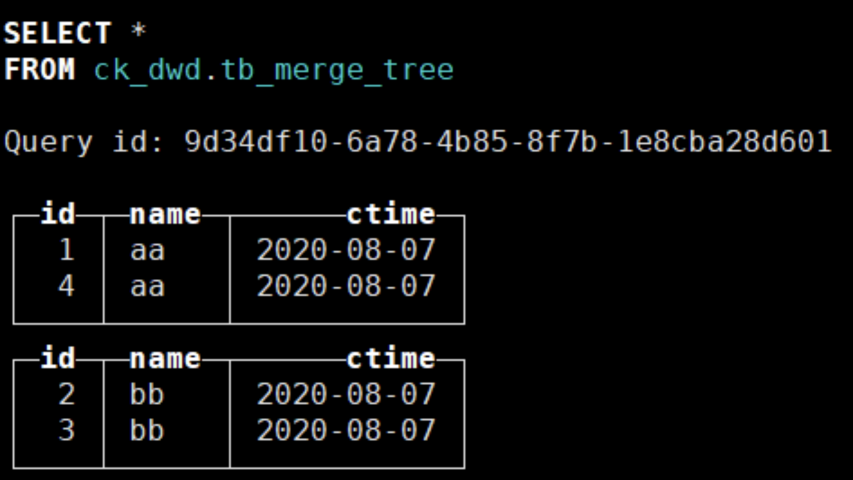 SELECT *
FROM ck_dwd.tb_merge_tree
Query id: 9d34df10-6a78-4b85-8f7b-1e8cba28d601
id name ctime
1 aa 2020-08-07
4 aa 2020-08-07
id name ctime
2 bb 2020-08-07
3 bb 2020-08-07